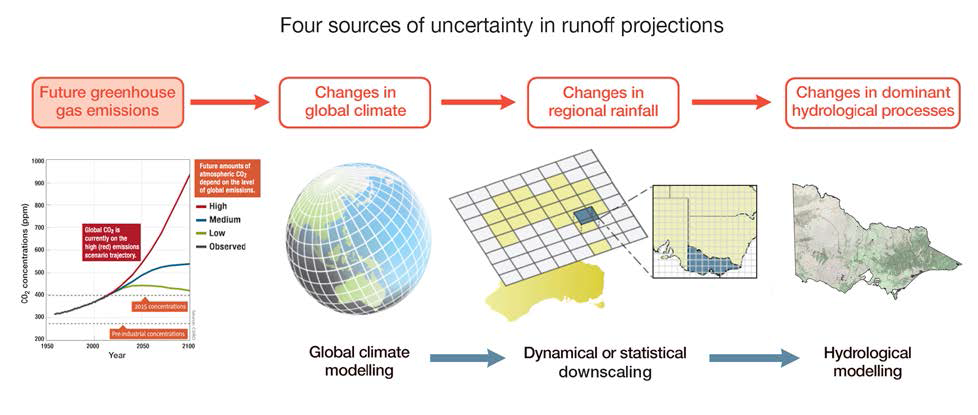 Four sources of uncertainty in runoff projections
Future greenhouse
gas emissions
Changes in
global climate
Changes in
regional rainfall
Changes in dominant
hydrological processes
CO2 concentrations (ppm)
1000
900
800
700
600
500
400
300
200
1950
2000
2050
2100
Year
Global CO2 is
currently on the
high (red) emissions
scenario trajectory.
2015 concentrations
Pre-industrial concentrations
Future amounts of
atmospheric CO2
depend on the level
of global emissions.
High
Medium
Low
Observed
Global climate
modelling
Dynamical or statistical
downscaling
Hydrological
modelling